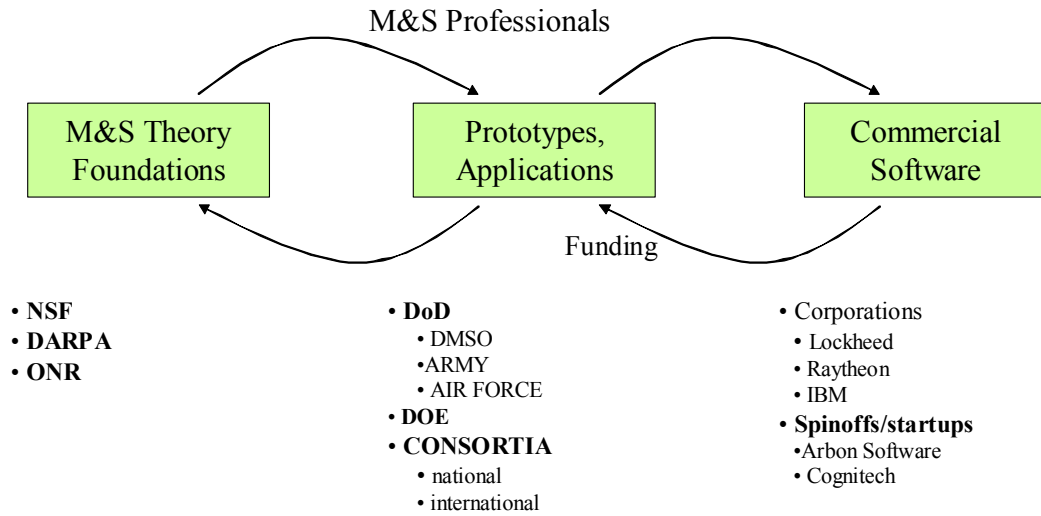 M&S Professionals
M&S Theory
Foundations
Prototypes,
Applications
Commercial
Software
Funding
• NSF
• DARPA
• ONR
• DoD
• DMSO
•ARMY
• AIR FORCE
• DOE
• CONSORTIA
• national
• international
• Corporations
• Lockheed
• Raytheon
• IBM
• Spinoffs/startups
•Arbon Software
• Cognitech